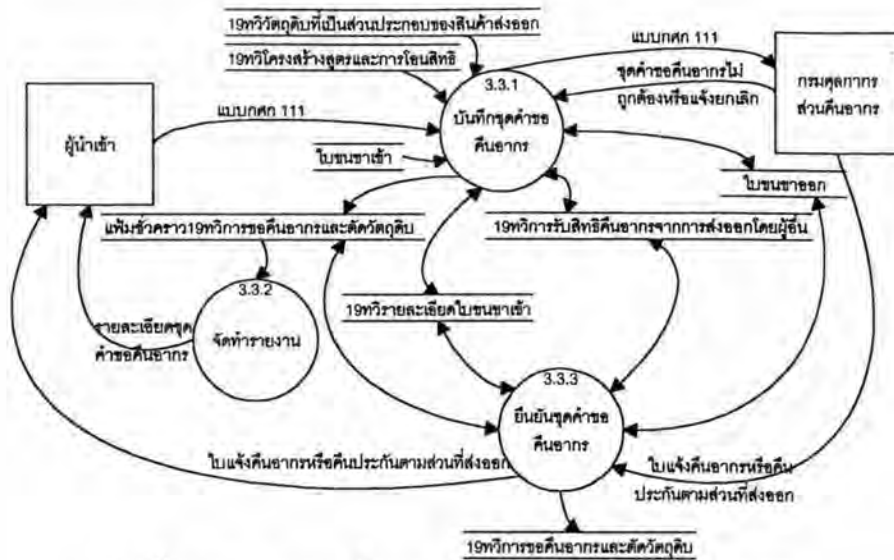 19ทวิวัตถุดิบที่เป็นส่วนประกอบของสินค้าส่งออก
19ทวิโครงสร้างสูตรและการโอนสิทธิ
แบบกศก 111
ชุดคำขอคืนอากรไม่
ถูกต้องหรือแจ้งยกเลิก
กรมศุลกากร
ส่วนคืนอากร
3.3.1
บันทึกชุดคำขอ
คืนอากร
ผู้นำเข้า
แบบกศก 111
ใบขนขาเข้า
ใบขนขาออก
แฟ้มชั่วคราว19ทวิการขอคืนอากรและตัดวัตถุดิบ
19ทวิการรับสิทธิคืนอากรจากการส่งออกโดยผู้อื่น
3.3.2
จัดทำรายงาน
รายละเอียดชุด
คำขอคืนอากร
19ทวิรายละเอียดใบขนขาเข้า
3.3.3
ยืนยันชุดคำขอ
คืนอากร
ใบแจ้งคืนอากรหรือคืนประกันตามส่วนที่ส่งออก
ใบแจ้งคืนอากรหรือคืน
ประกันตามส่วนที่ส่งออก
19ทวิการขอคืนอากรและตัดวัตถุดิบ